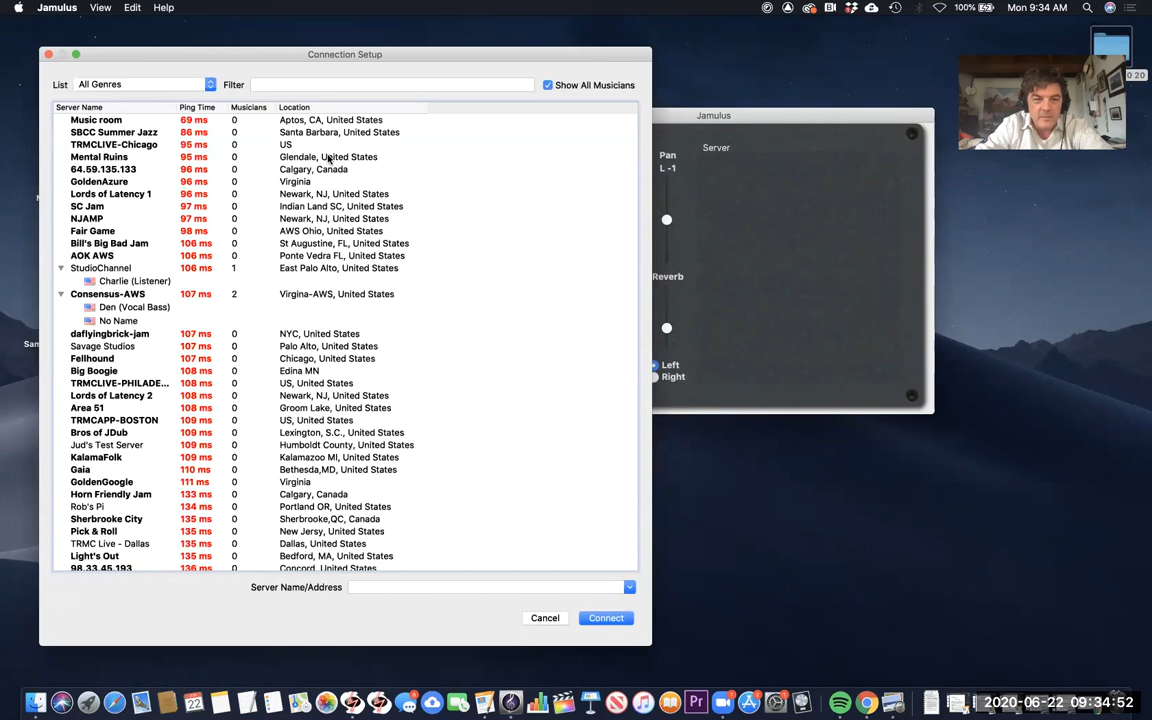 Jamulus View Edit Help 100% Mon 9:34 AM
Connection Setup
List All Genres Filter Show All Musicians
Server Name Ping Time Musicians Location
Music room 69 ms 0 Aptos, CA, United States
SBCC Summer Jazz 86 ms 0 Santa Barbara, United States
TRMCLIVE-Chicago 95 ms 0 US
Mental Ruins 95 ms 0 Glendale, United States
64.59.135.133 96 ms 0 Calgary, Canada
GoldenAzure 96 ms 0 Virginia
Lords of Latency 1 96 ms 0 Newark, NJ, United States
SC Jam 97 ms 0 Indian Land SC, United States
NJAMP 97 ms 0 Newark, NJ, United States
Fair Game 98 ms 0 AWS Ohio, United States
Bill's Big Bad Jam 106 ms 0 St Augustine, FL, United States
AOK AWS 106 ms 0 Ponte Vedra FL, United States
StudioChannel 106 ms 1 East Palo Alto, United States
Charlie (Listener)
Consensus-AWS 107 ms 2 Virgina-AWS, United States
Den (Vocal Bass)
No Name
daflyingbrick-jam 107 ms 0 NYC, United States
Savage Studios 107 ms 0 Palo Alto, United States
Fellhound 107 ms 0 Chicago, United States
Big Boogie 108 ms 0 Edina MN
TRMCLIVE-PHILADE... 108 ms 0 US, United States
Lords of Latency 2 108 ms 0 Newark, NJ, United States
Area 51 108 ms 0 Groom Lake, United States
TRMCAPP-BOSTON 109 ms 0 US, United States
Bros of JDub 109 ms 0 Lexington, S.C., United States
Jud's Test Server 109 ms 0 Humboldt County, United States
KalamaFolk 109 ms 0 Kalamazoo MI, United States
Gaia 110 ms 0 Bethesda,MD, United States
GoldenGoogle 111 ms 0 Virginia
Horn Friendly Jam 133 ms 0 Calgary, Canada
Rob's Pi 134 ms 0 Portland OR, United States
Sherbrooke City 135 ms 0 Sherbrooke,QC, Canada
Pick & Roll 135 ms 0 New Jersy, United States
TRMC Live - Dallas 135 ms 0 Dallas, United States
Light's Out 135 ms 0 Bedford, MA, United States
98.33.45.193 136 ms 0 Concord, United States
Server Name/Address
Cancel Connect
Jamulus
Pan
L -1
Server
Reverb
Left
Right
0 20
Sam
2020-06-22 09:34:52